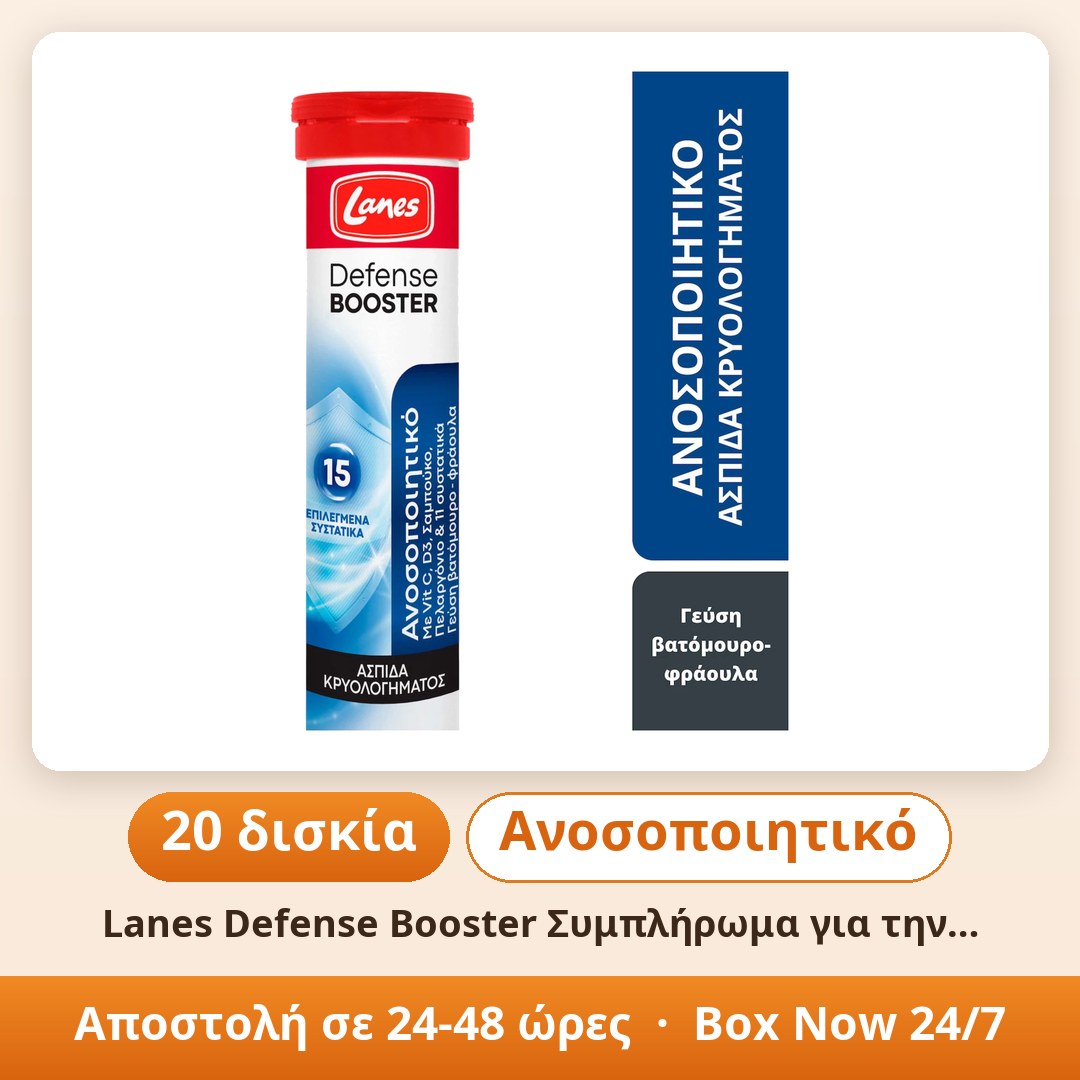 Lanes
Defense
BOOSTER
15
ΕΠΙΛΕΓΜΕΝΑ
ΣΥΣΤΑΤΙΚΑ
Ανοσοποιητικό
Με Vit C, D3, Σαμπούκο,
Πελαργόνιο & 11 συστατικά
Γεύση βατόμουρο - φράουλα
ΑΣΠΙΔΑ
ΚΡΥΟΛΟΓΗΜΑΤΟΣ
ΑΝΟΣΟΠΟΙΗΤΙΚΟ
ΑΣΠΙΔΑ ΚΡΥΟΛΟΓΗΜΑΤΟΣ
Γεύση
βατόμουρο-
φράουλα
20 δισκία
Ανοσοποιητικό
Lanes Defense Booster Συμπλήρωμα για την...
Αποστολή σε 24-48 ώρες · Box Now 24/7